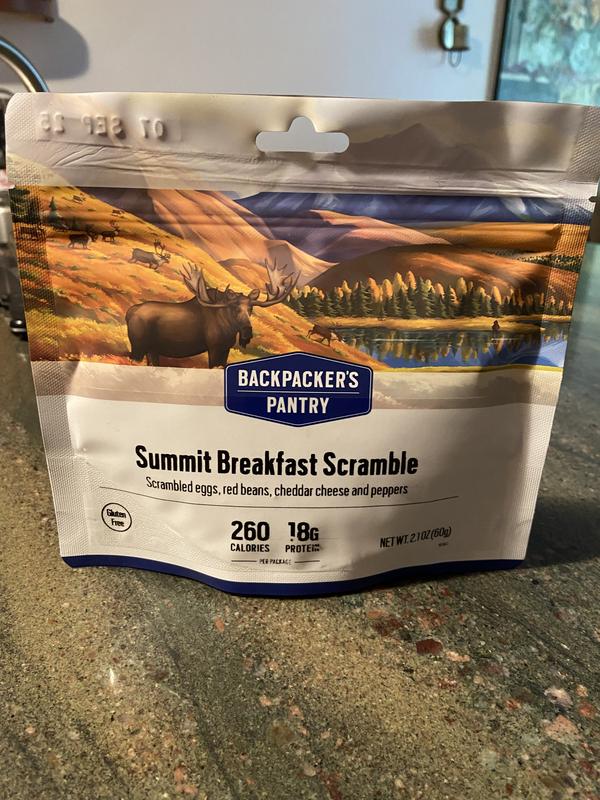 07 SEP 25
BACKPACKER'S
PANTRY
Summit Breakfast Scramble
Scrambled eggs, red beans, cheddar cheese and peppers
Gluten
Free
260
CALORIES
18G
PROTEIN
PER PACKAGE
NET WT. 2.1 OZ (60g)